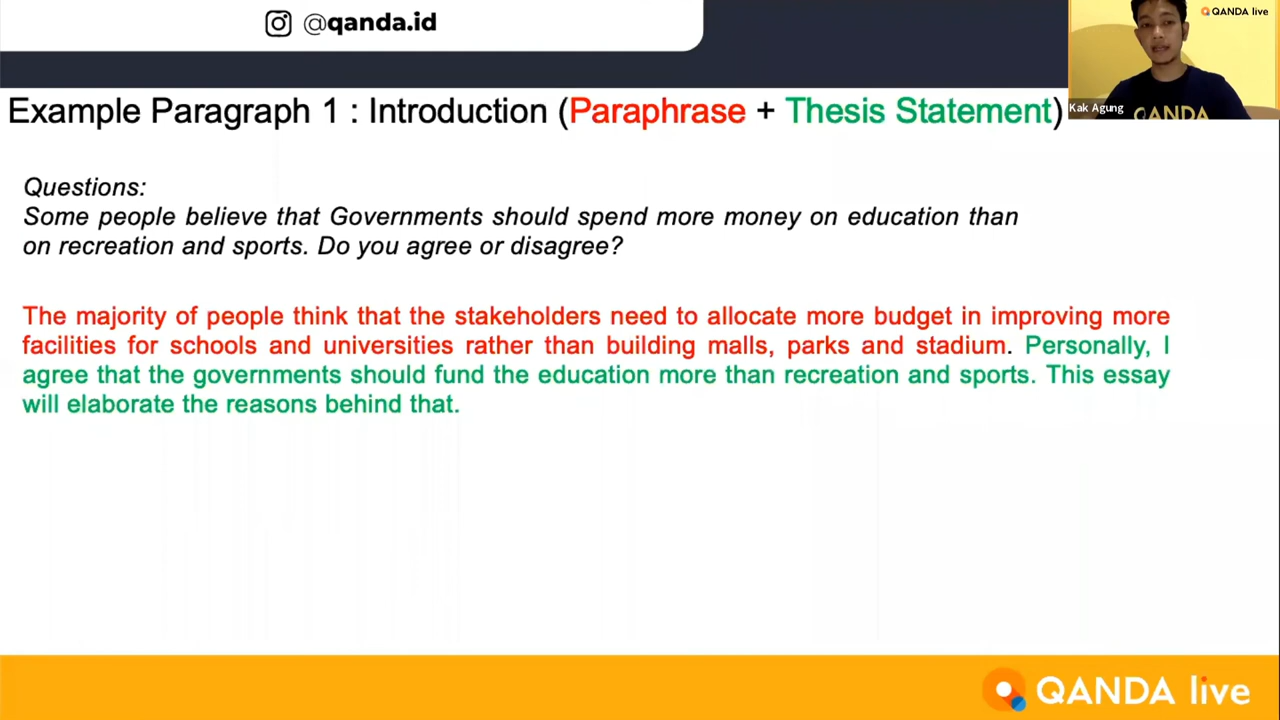 @qanda.id
QANDA live
Kak Agung
QANDA
Example Paragraph 1 : Introduction (Paraphrase + Thesis Statement)
Questions:
Some people believe that Governments should spend more money on education than
on recreation and sports. Do you agree or disagree?
The majority of people think that the stakeholders need to allocate more budget in improving more
facilities for schools and universities rather than building malls, parks and stadium. Personally, I
agree that the governments should fund the education more than recreation and sports. This essay
will elaborate the reasons behind that.
QANDA live